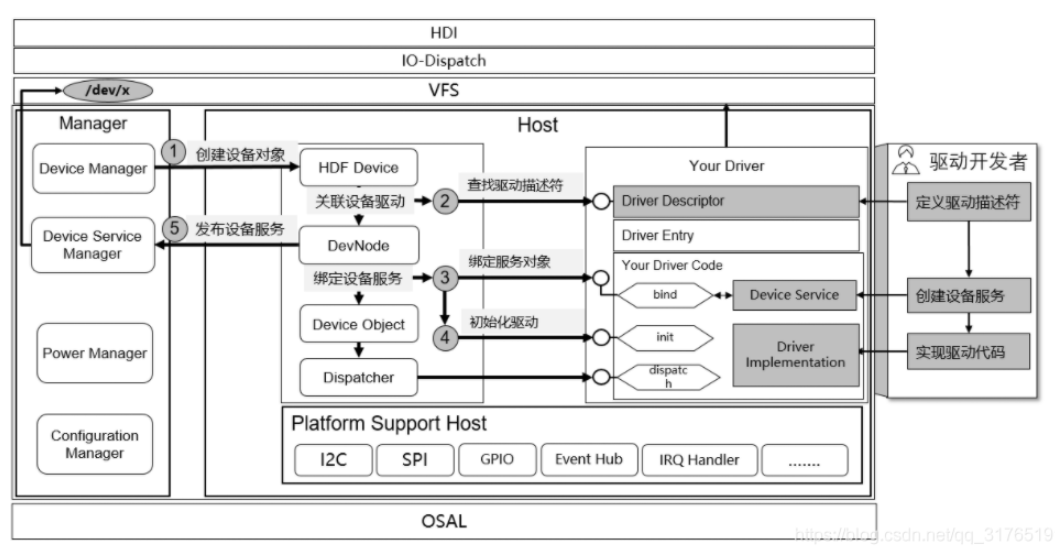 HDI
IO-Dispatch
/dev/x
VFS
Manager
Host
Device Manager
1
创建设备对象
HDF Device
关联设备驱动
2
查找驱动描述符
Your Driver
Driver Descriptor
驱动开发者
定义驱动描述符
Device Service
Manager
5
发布设备服务
DevNode
Driver Entry
绑定设备服务
3
绑定服务对象
Your Driver Code
bind
Device Service
创建设备服务
Device Object
4
初始化驱动
init
Driver
Implementation
实现驱动代码
Power Manager
Dispatcher
dispatc
h
Configuration
Manager
Platform Support Host
I2C
SPI
GPIO
Event Hub
IRQ Handler
.......
OSAL
https://blog.csdn.net/qq_3176519